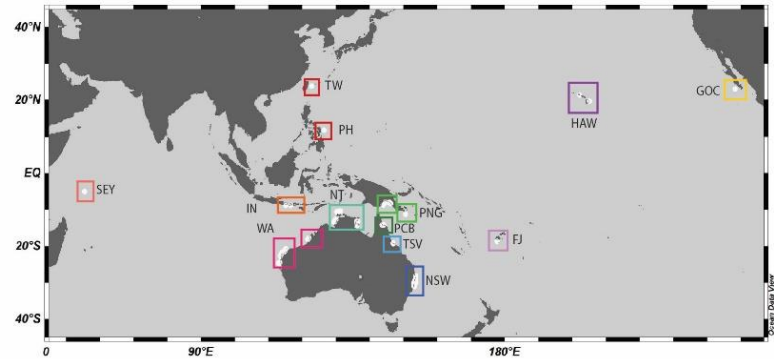 40°N
TW
GOC
20°N
HAW
PH
EQ
SEY
NT
IN
PNG
WA
PCB
FJ
TSV
20°S
NSW
40°S
0
90°E
180°E
Ocean Data View